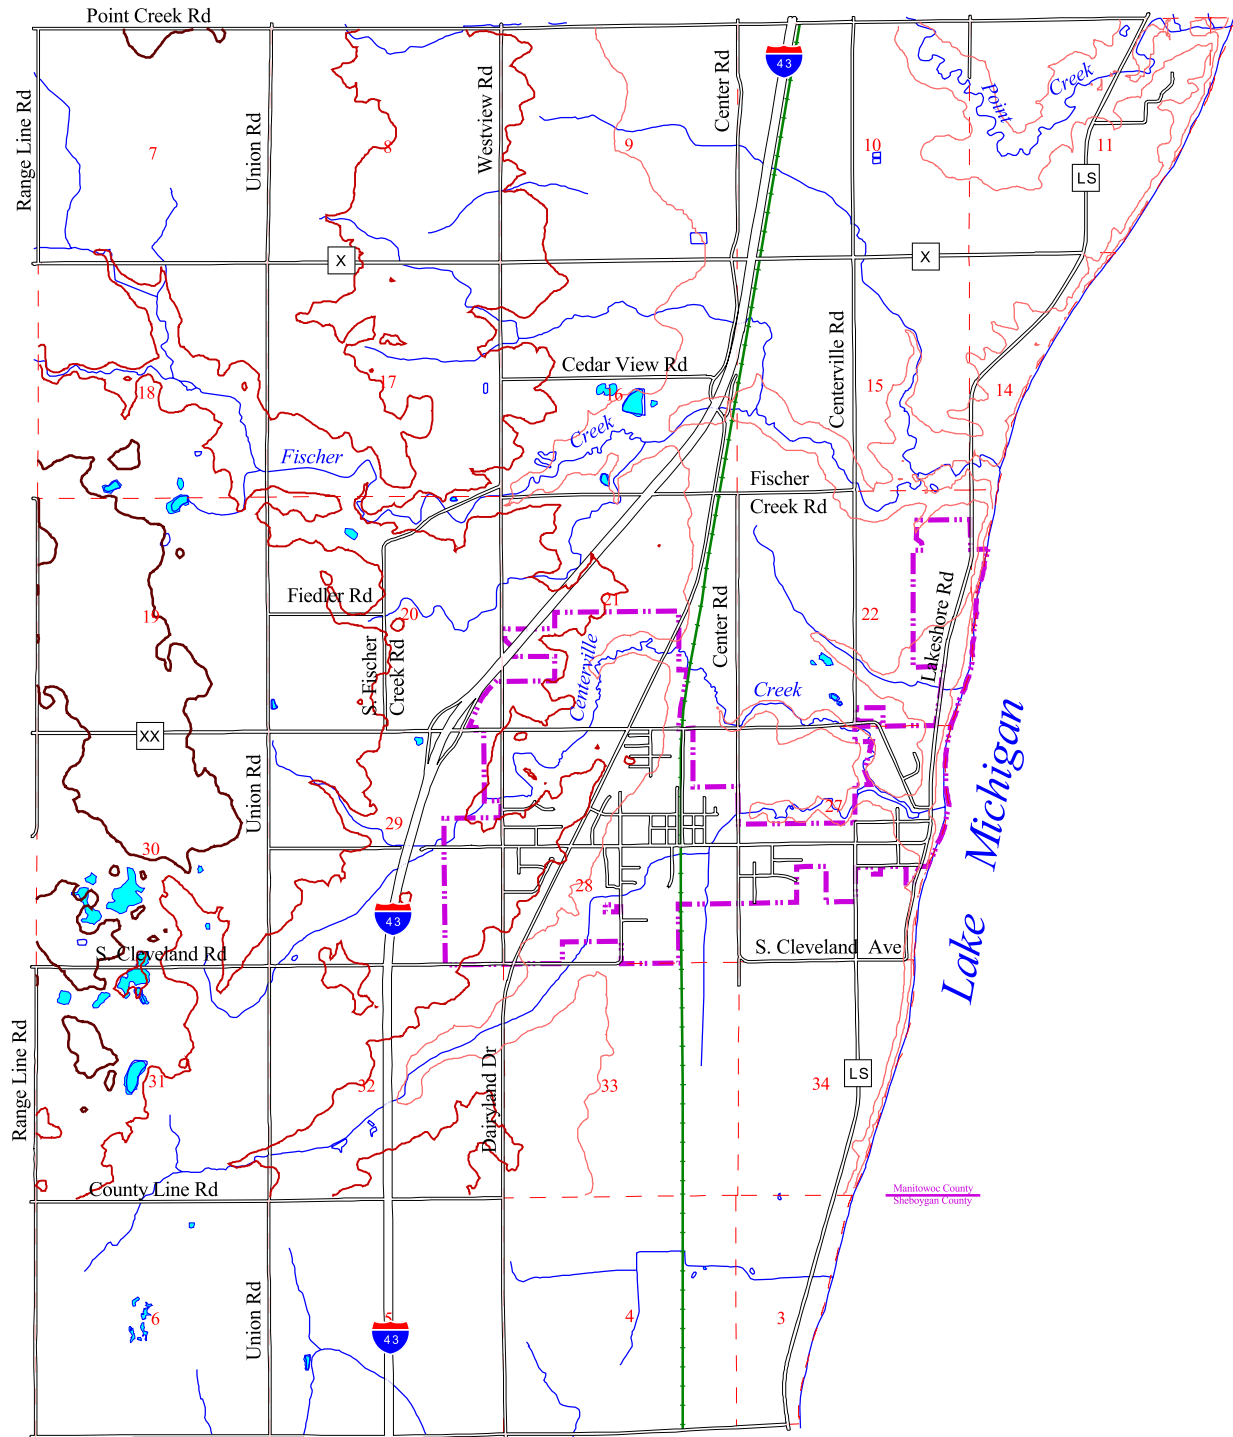 Point Creek Rd
Range Line Rd
Union Rd
Westview Rd
Center Rd
43
Point
Creek
7
8
9
10
11
LS
X
X
Cedar View Rd
Centerville Rd
18
17
16
15
14
Fischer
Creek
Fischer
Creek Rd
Fiedler Rd
19
20
21
22
S. Fischer
Creek Rd
Centerville
Center Rd
Creek
Lakeshore Rd
XX
Union Rd
Lake Michigan
30
29
28
27
43
S. Cleveland Rd
S. Cleveland Ave
Range Line Rd
31
32
Dairyland Dr
33
34
LS
County Line Rd
Manitowoc County
Sheboygan County
Union Rd
6
5
43
4
3